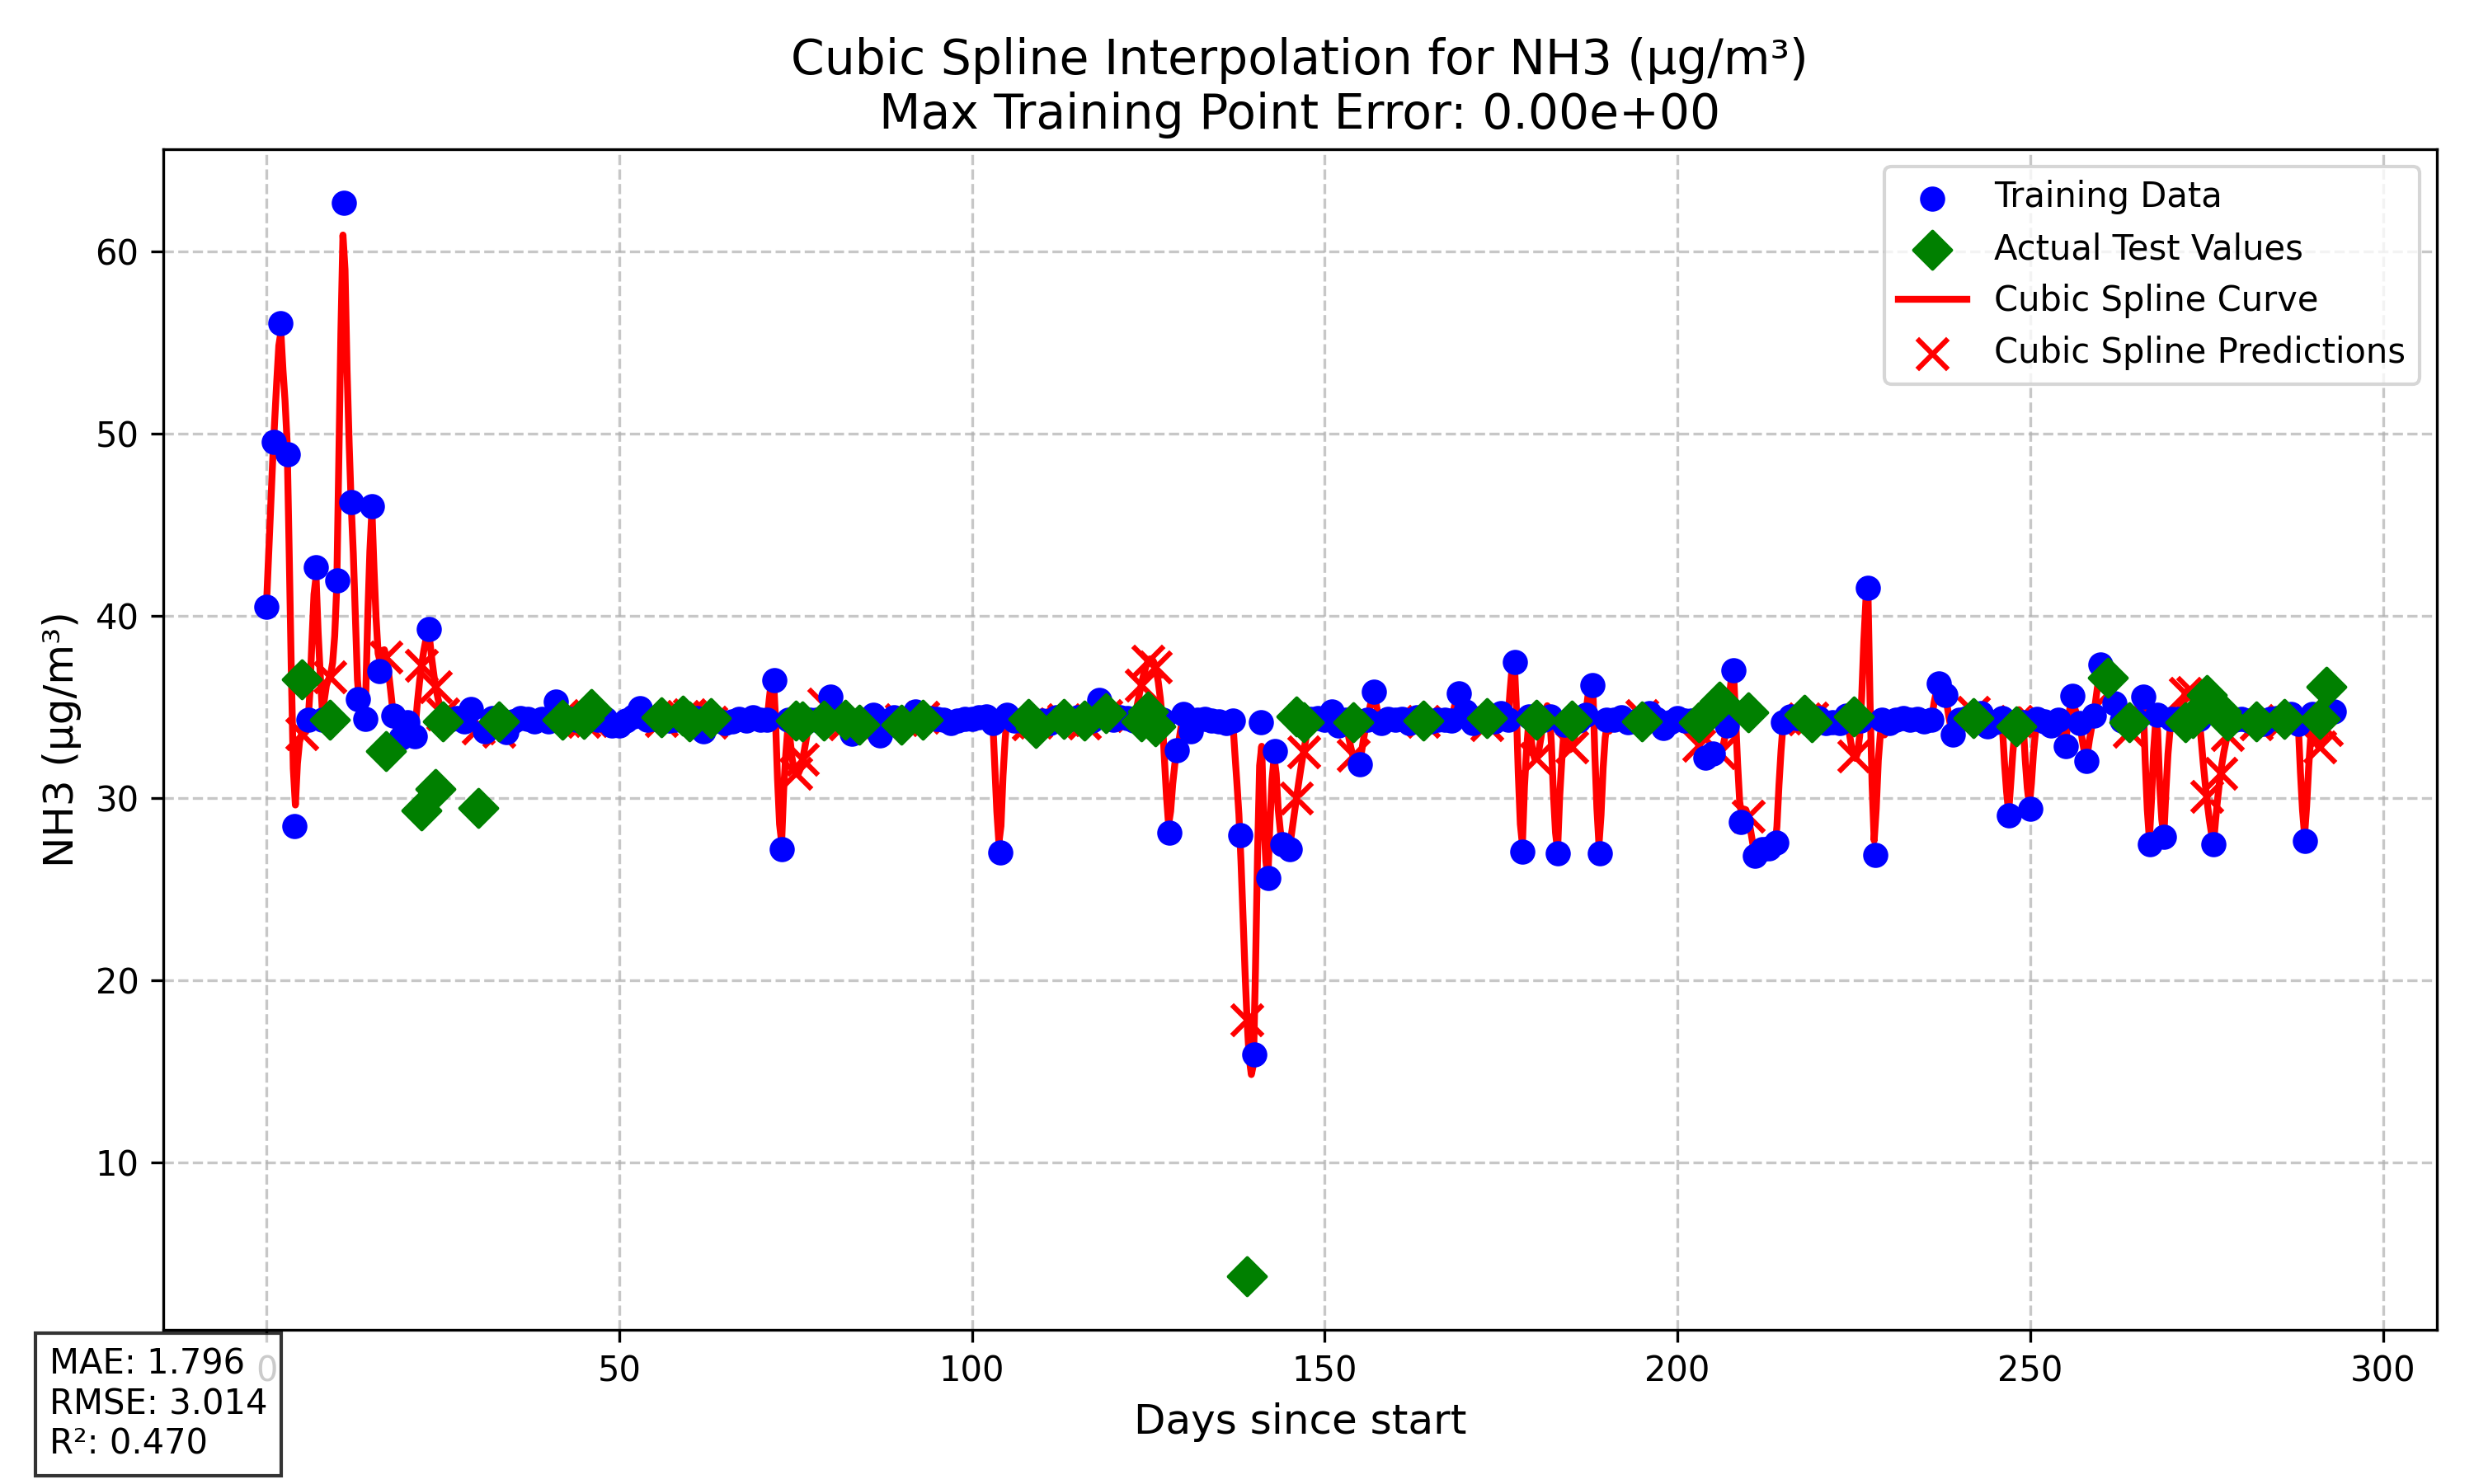 Cubic Spline Interpolation for NH3 (µg/m³)
Max Training Point Error: 0.00e+00
Training Data
Actual Test Values
Cubic Spline Curve
Cubic Spline Predictions
NH3 (µg/m³)
60
50
40
30
20
10
0
50
100
150
200
250
300
Days since start
MAE: 1.796
RMSE: 3.014
R²: 0.470